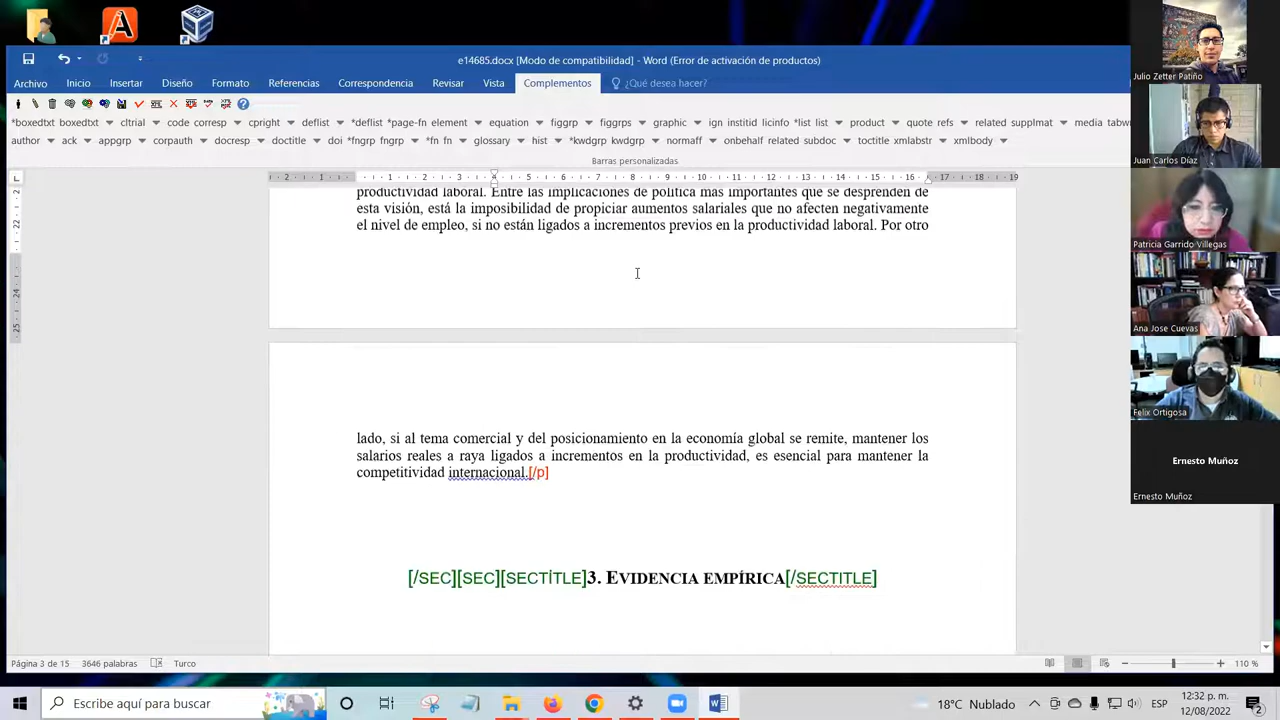 e14685.docx [Modo de compatibilidad] - Word (Error de activación de productos)
Archivo Inicio Insertar Diseño Formato Referencias Correspondencia Revisar Vista Complementos ¿Qué desea hacer?
*boxedtxt boxedtxt cltrial code corresp cpright deflist *deflist *page-fn element equation figgrp figgrps graphic ign institid licinfo *list list product quote refs related supplmat media tabw
author ack appgrp corpauth docresp doctitle doi *fngrp fngrp *fn fn glossary hist *kwdgrp kwdgrp normaff onbehalf related subdoc toctitle xmlabstr xmlbody
Barras personalizadas
productividad laboral. Entre las implicaciones de política más importantes que se desprenden de
esta visión, está la imposibilidad de propiciar aumentos salariales que no afecten negativamente
el nivel de empleo, si no están ligados a incrementos previos en la productividad laboral. Por otro
lado, si al tema comercial y del posicionamiento en la economía global se remite, mantener los
salarios reales a raya ligados a incrementos en la productividad, es esencial para mantener la
competitividad internacional.[/p]
[/SEC][SEC][SECTÍTLE]3. EVIDENCIA EMPÍRICA[/SECTITLE]
Página 3 de 15 3646 palabras Turco
110 %
Escribe aquí para buscar
18°C Nublado
ESP
12:32 p. m.
12/08/2022
2
Julio Zetter Patiño
Juan Carlos Díaz
Patricia Garrido Villegas
Ana Jose Cuevas
Felix Ortigosa
Ernesto Muñoz
Ernesto Muñoz